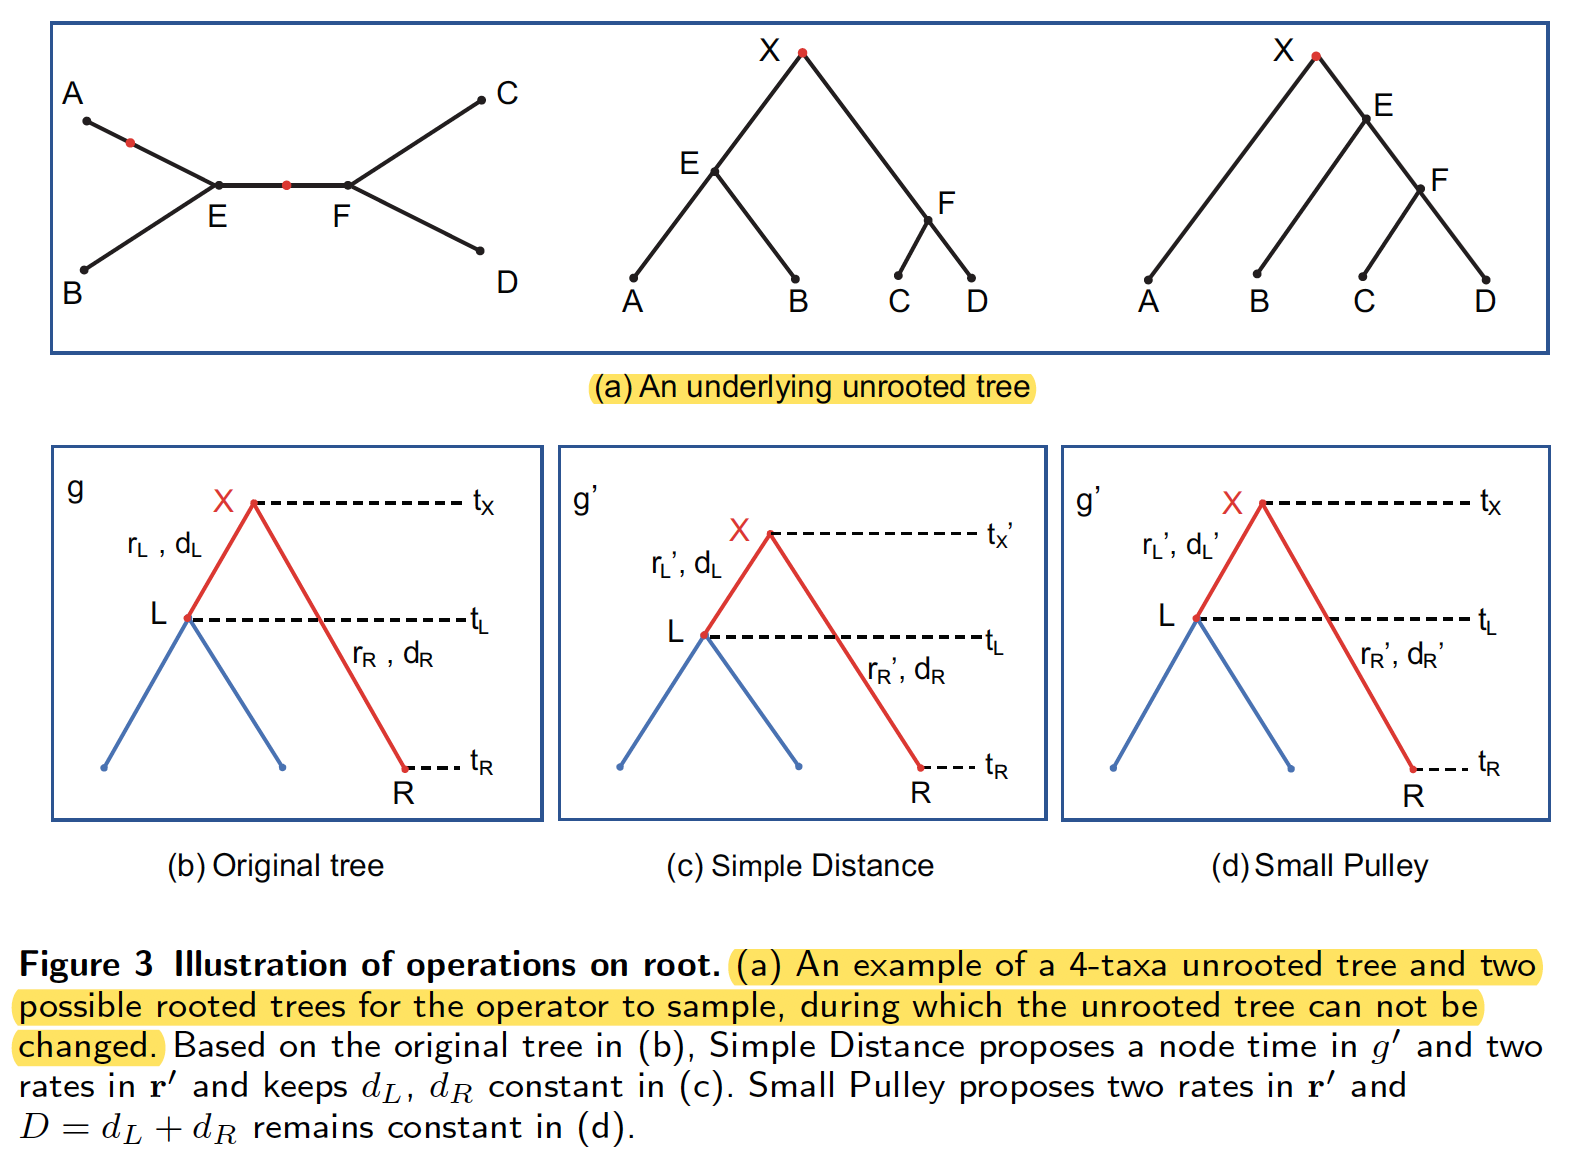 A
C
E
F
B
D
X
E
F
A
B
C
D
X
E
F
A
B
C
D
(a) An underlying unrooted tree
g
X
tX
rL , dL
L
tL
rR , dR
tR
R
g’
X
tX’
rL’, dL
L
tL
rR’, dR
tR
R
g’
X
tX
rL’, dL’
L
tL
rR’, dR’
tR
R
(b) Original tree
(c) Simple Distance
(d) Small Pulley
Figure 3 Illustration of operations on root. (a) An example of a 4-taxa unrooted tree and two
possible rooted trees for the operator to sample, during which the unrooted tree can not be
changed. Based on the original tree in (b), Simple Distance proposes a node time in g′ and two
rates in r′ and keeps dL, dR constant in (c). Small Pulley proposes two rates in r′ and
D = dL + dR remains constant in (d).